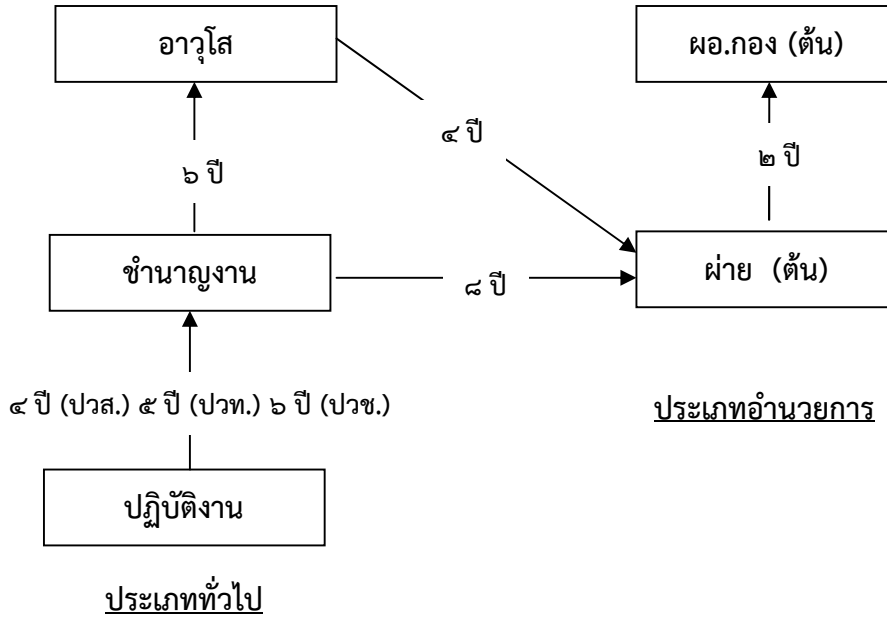 อาวุโส
ผอ.กอง (ต้น)
๔ ปี
๖ ปี
๒ ปี
ชำนาญงาน
๘ ปี
ฝ่าย (ต้น)
๔ ปี (ปวส.) ๕ ปี (ปวท.) ๖ ปี (ปวช.)
ประเภทอำนวยการ
ปฏิบัติงาน
ประเภททั่วไป